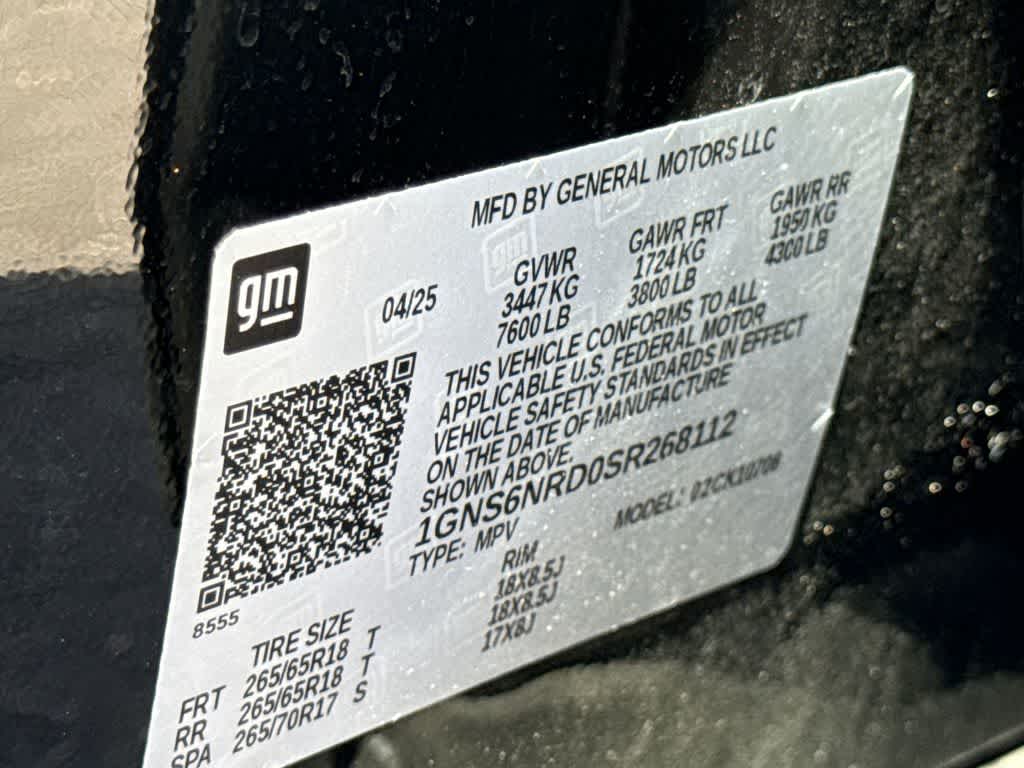 gm
MFD BY GENERAL MOTORS LLC
04/25 GVWR GAWR FRT GAWR RR
3447 KG 1724 KG 1950 KG
7600 LB 3800 LB 4300 LB
THIS VEHICLE CONFORMS TO ALL
APPLICABLE U.S. FEDERAL MOTOR
VEHICLE SAFETY STANDARDS IN EFFECT
ON THE DATE OF MANUFACTURE
SHOWN ABOVE.
1GNS6NRD0SR268112
TYPE: MPV MODEL: 02CK10706
8555
TIRE SIZE RIM
FRT 265/65R18 T 18X8.5J
RR 265/65R18 T 18X8.5J
SPA 265/70R17 S 17X8J